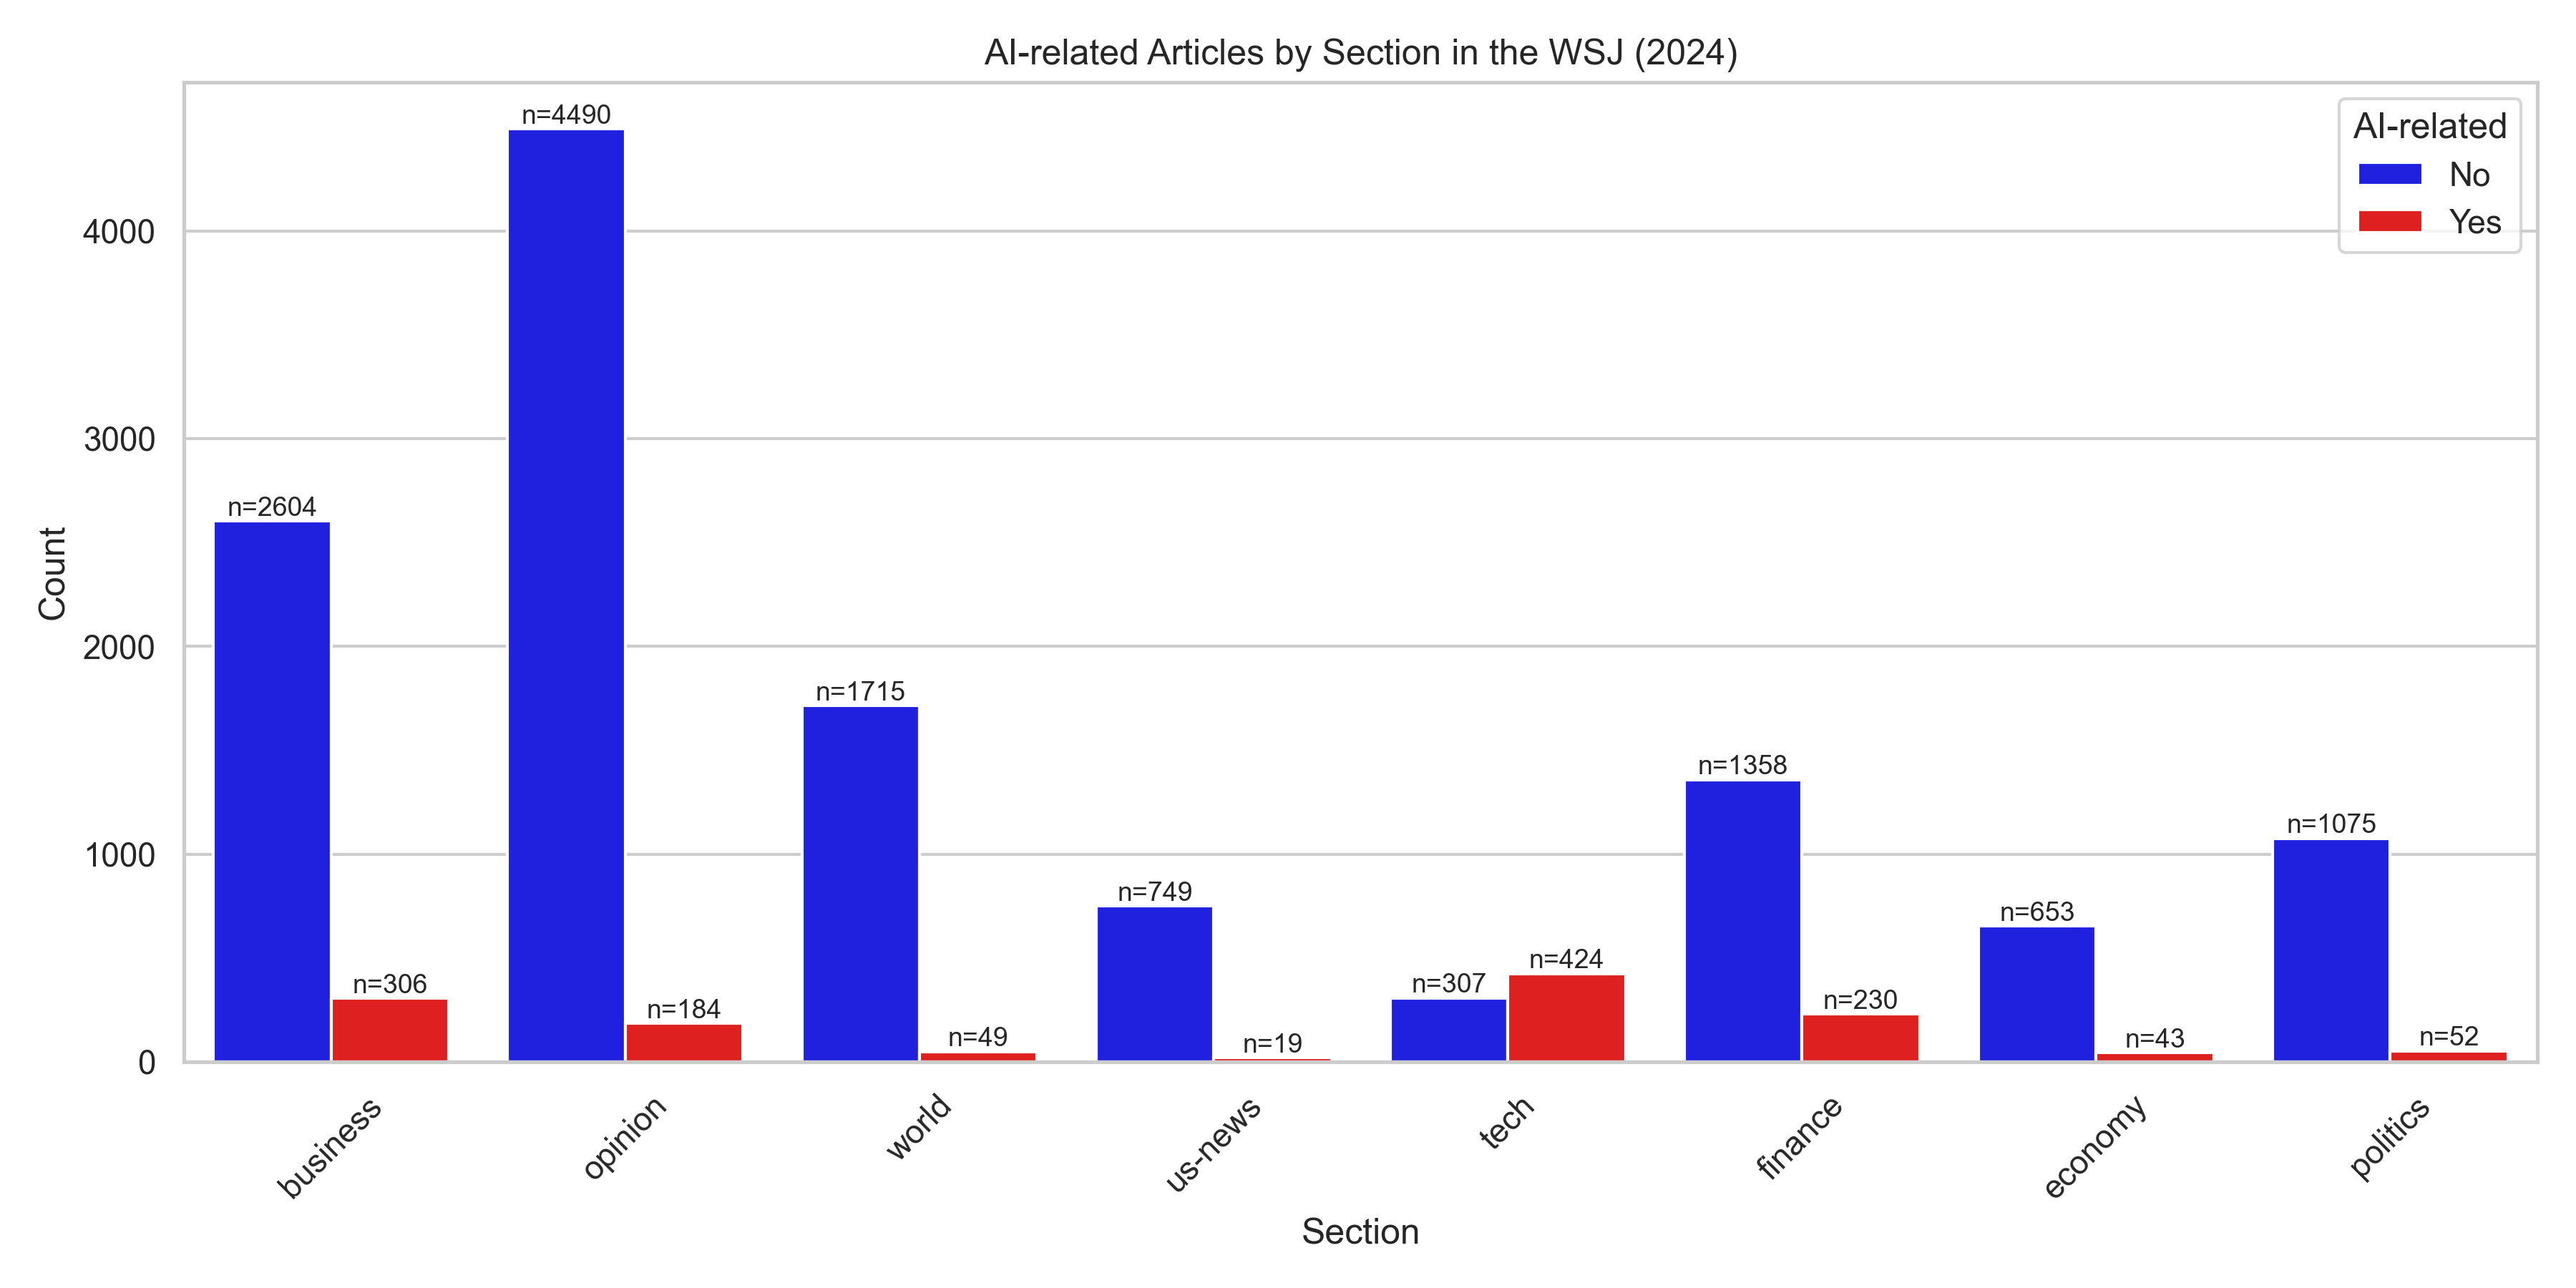 AI-related Articles by Section in the WSJ (2024)
AI-related
No
Yes
Count
4000
3000
2000
1000
0
n=2604
n=306
n=4490
n=184
n=1715
n=49
n=749
n=19
n=307
n=424
n=1358
n=230
n=653
n=43
n=1075
n=52
business
opinion
world
us-news
tech
finance
economy
politics
Section